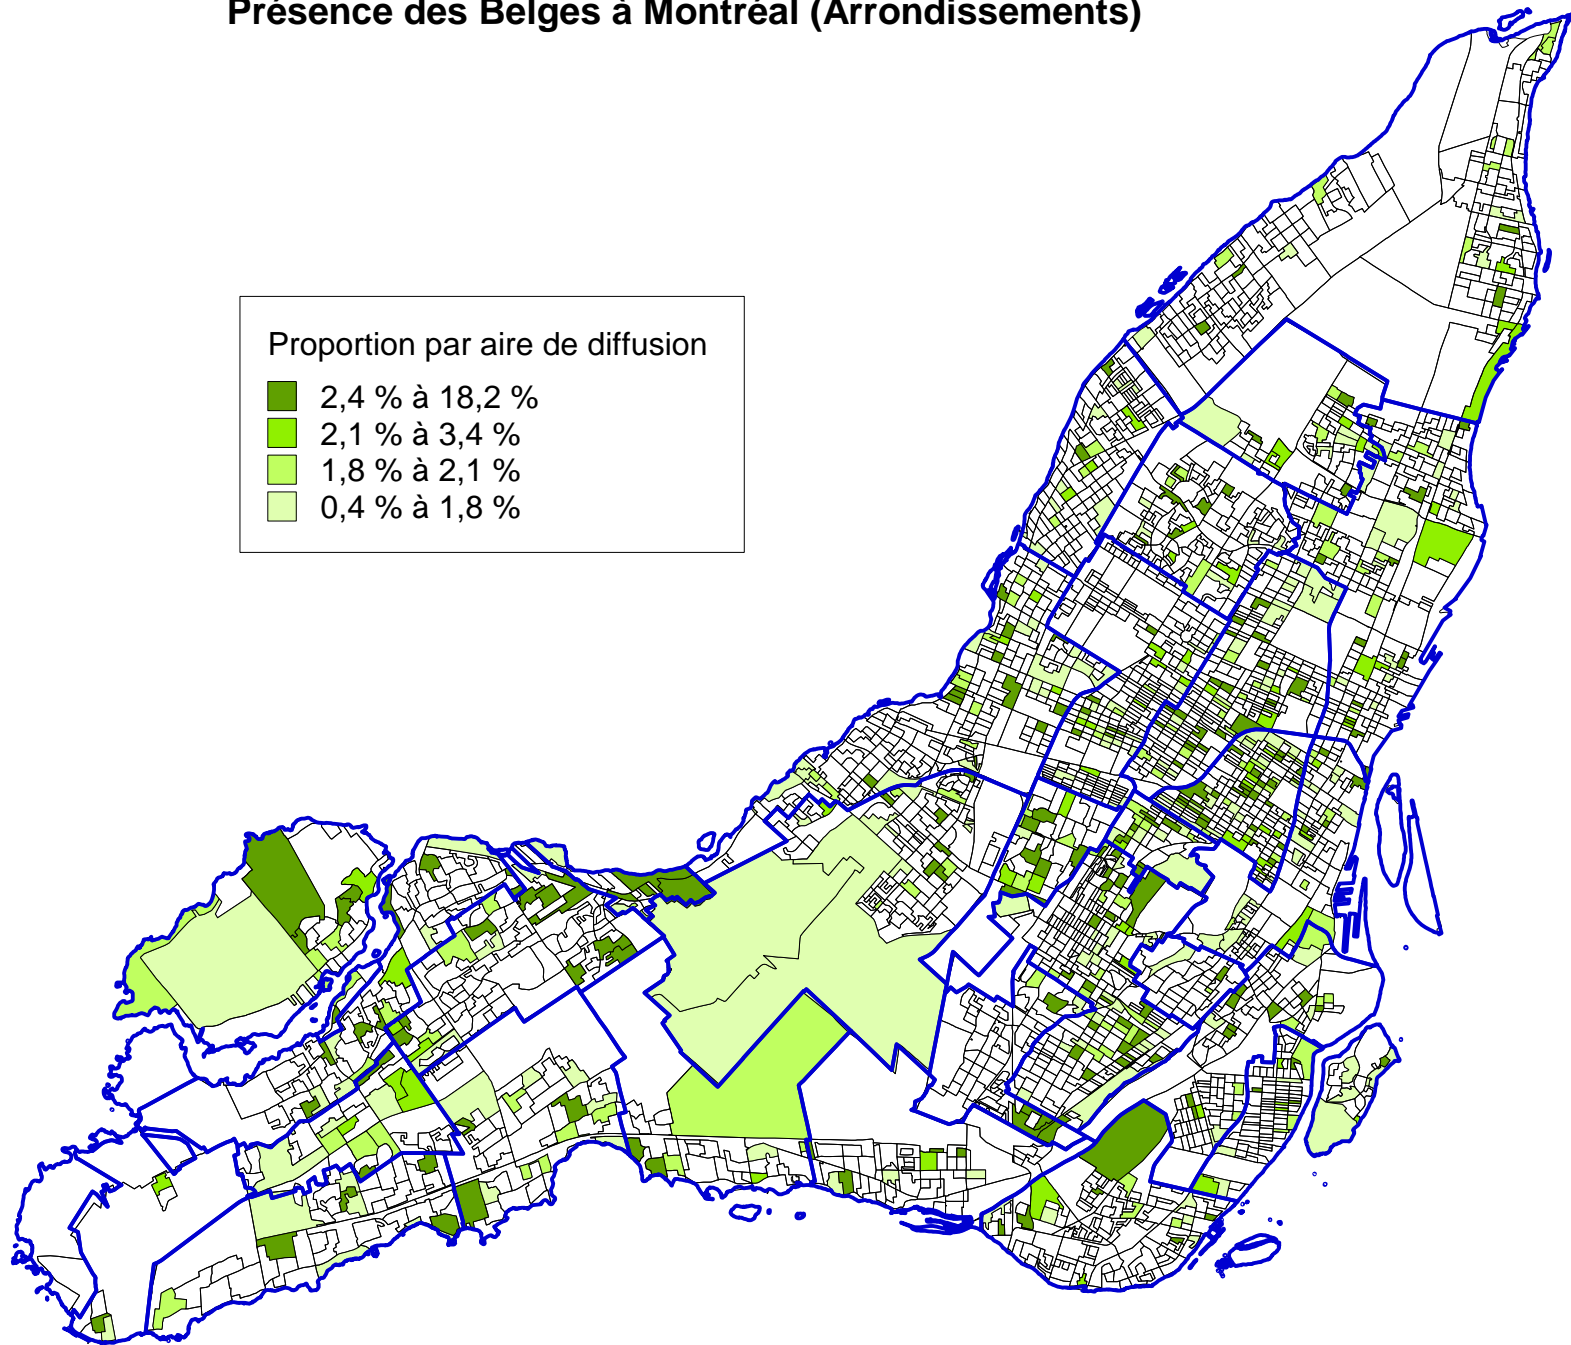 Présence des Belges à Montréal (Arrondissements)
Proportion par aire de diffusion
2,4 % à 18,2 %
2,1 % à 3,4 %
1,8 % à 2,1 %
0,4 % à 1,8 %